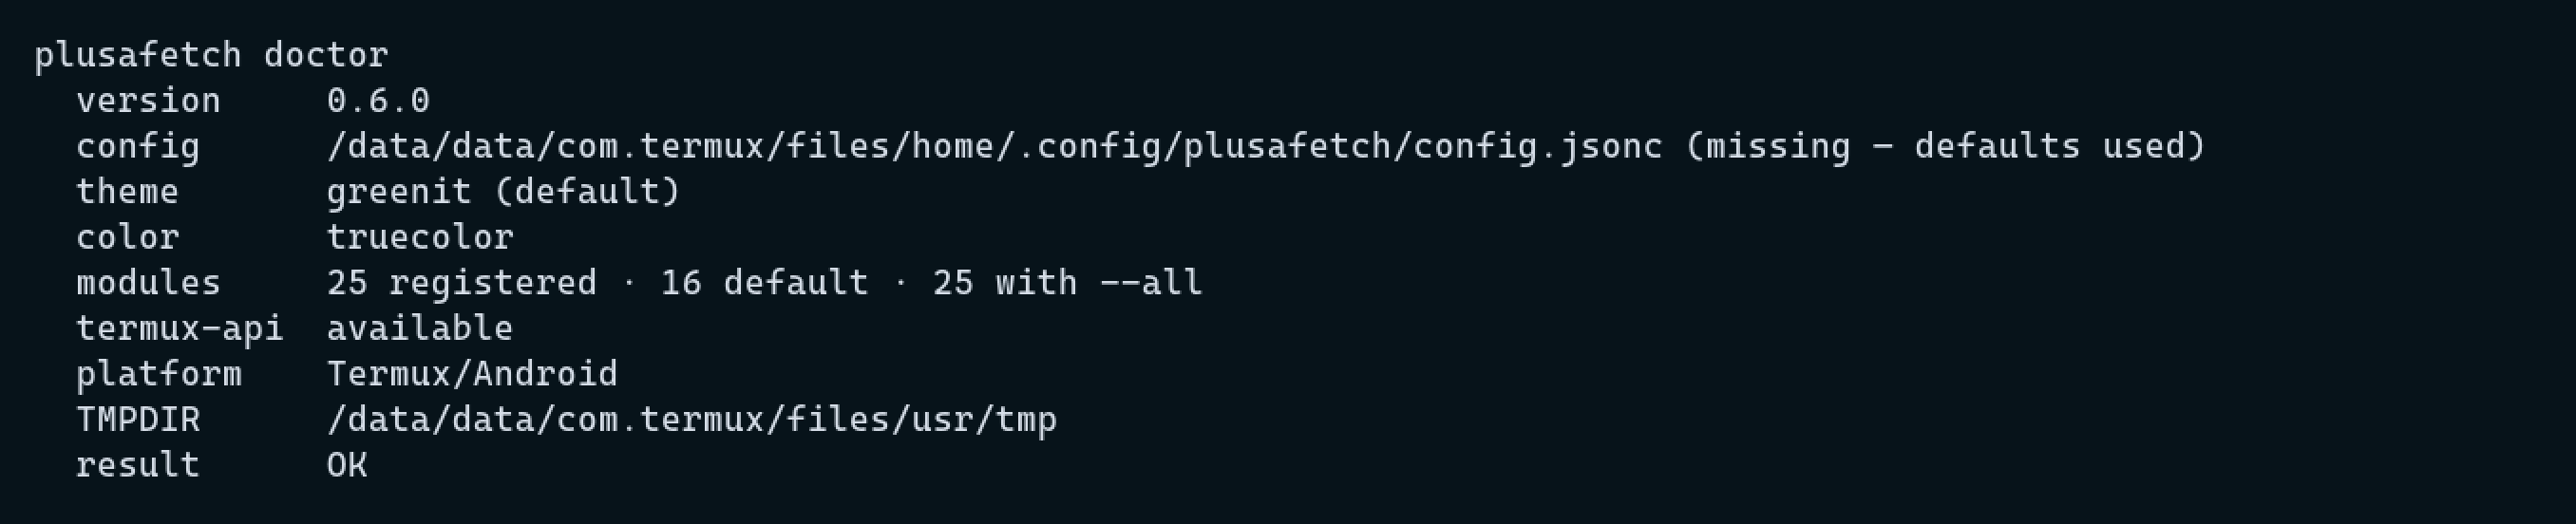 plusafetch doctor
  version     0.6.0
  config      /data/data/com.termux/files/home/.config/plusafetch/config.jsonc (missing — defaults used)
  theme       greenit (default)
  color       truecolor
  modules     25 registered · 16 default · 25 with --all
  termux-api  available
  platform    Termux/Android
  TMPDIR      /data/data/com.termux/files/usr/tmp
  result      OK